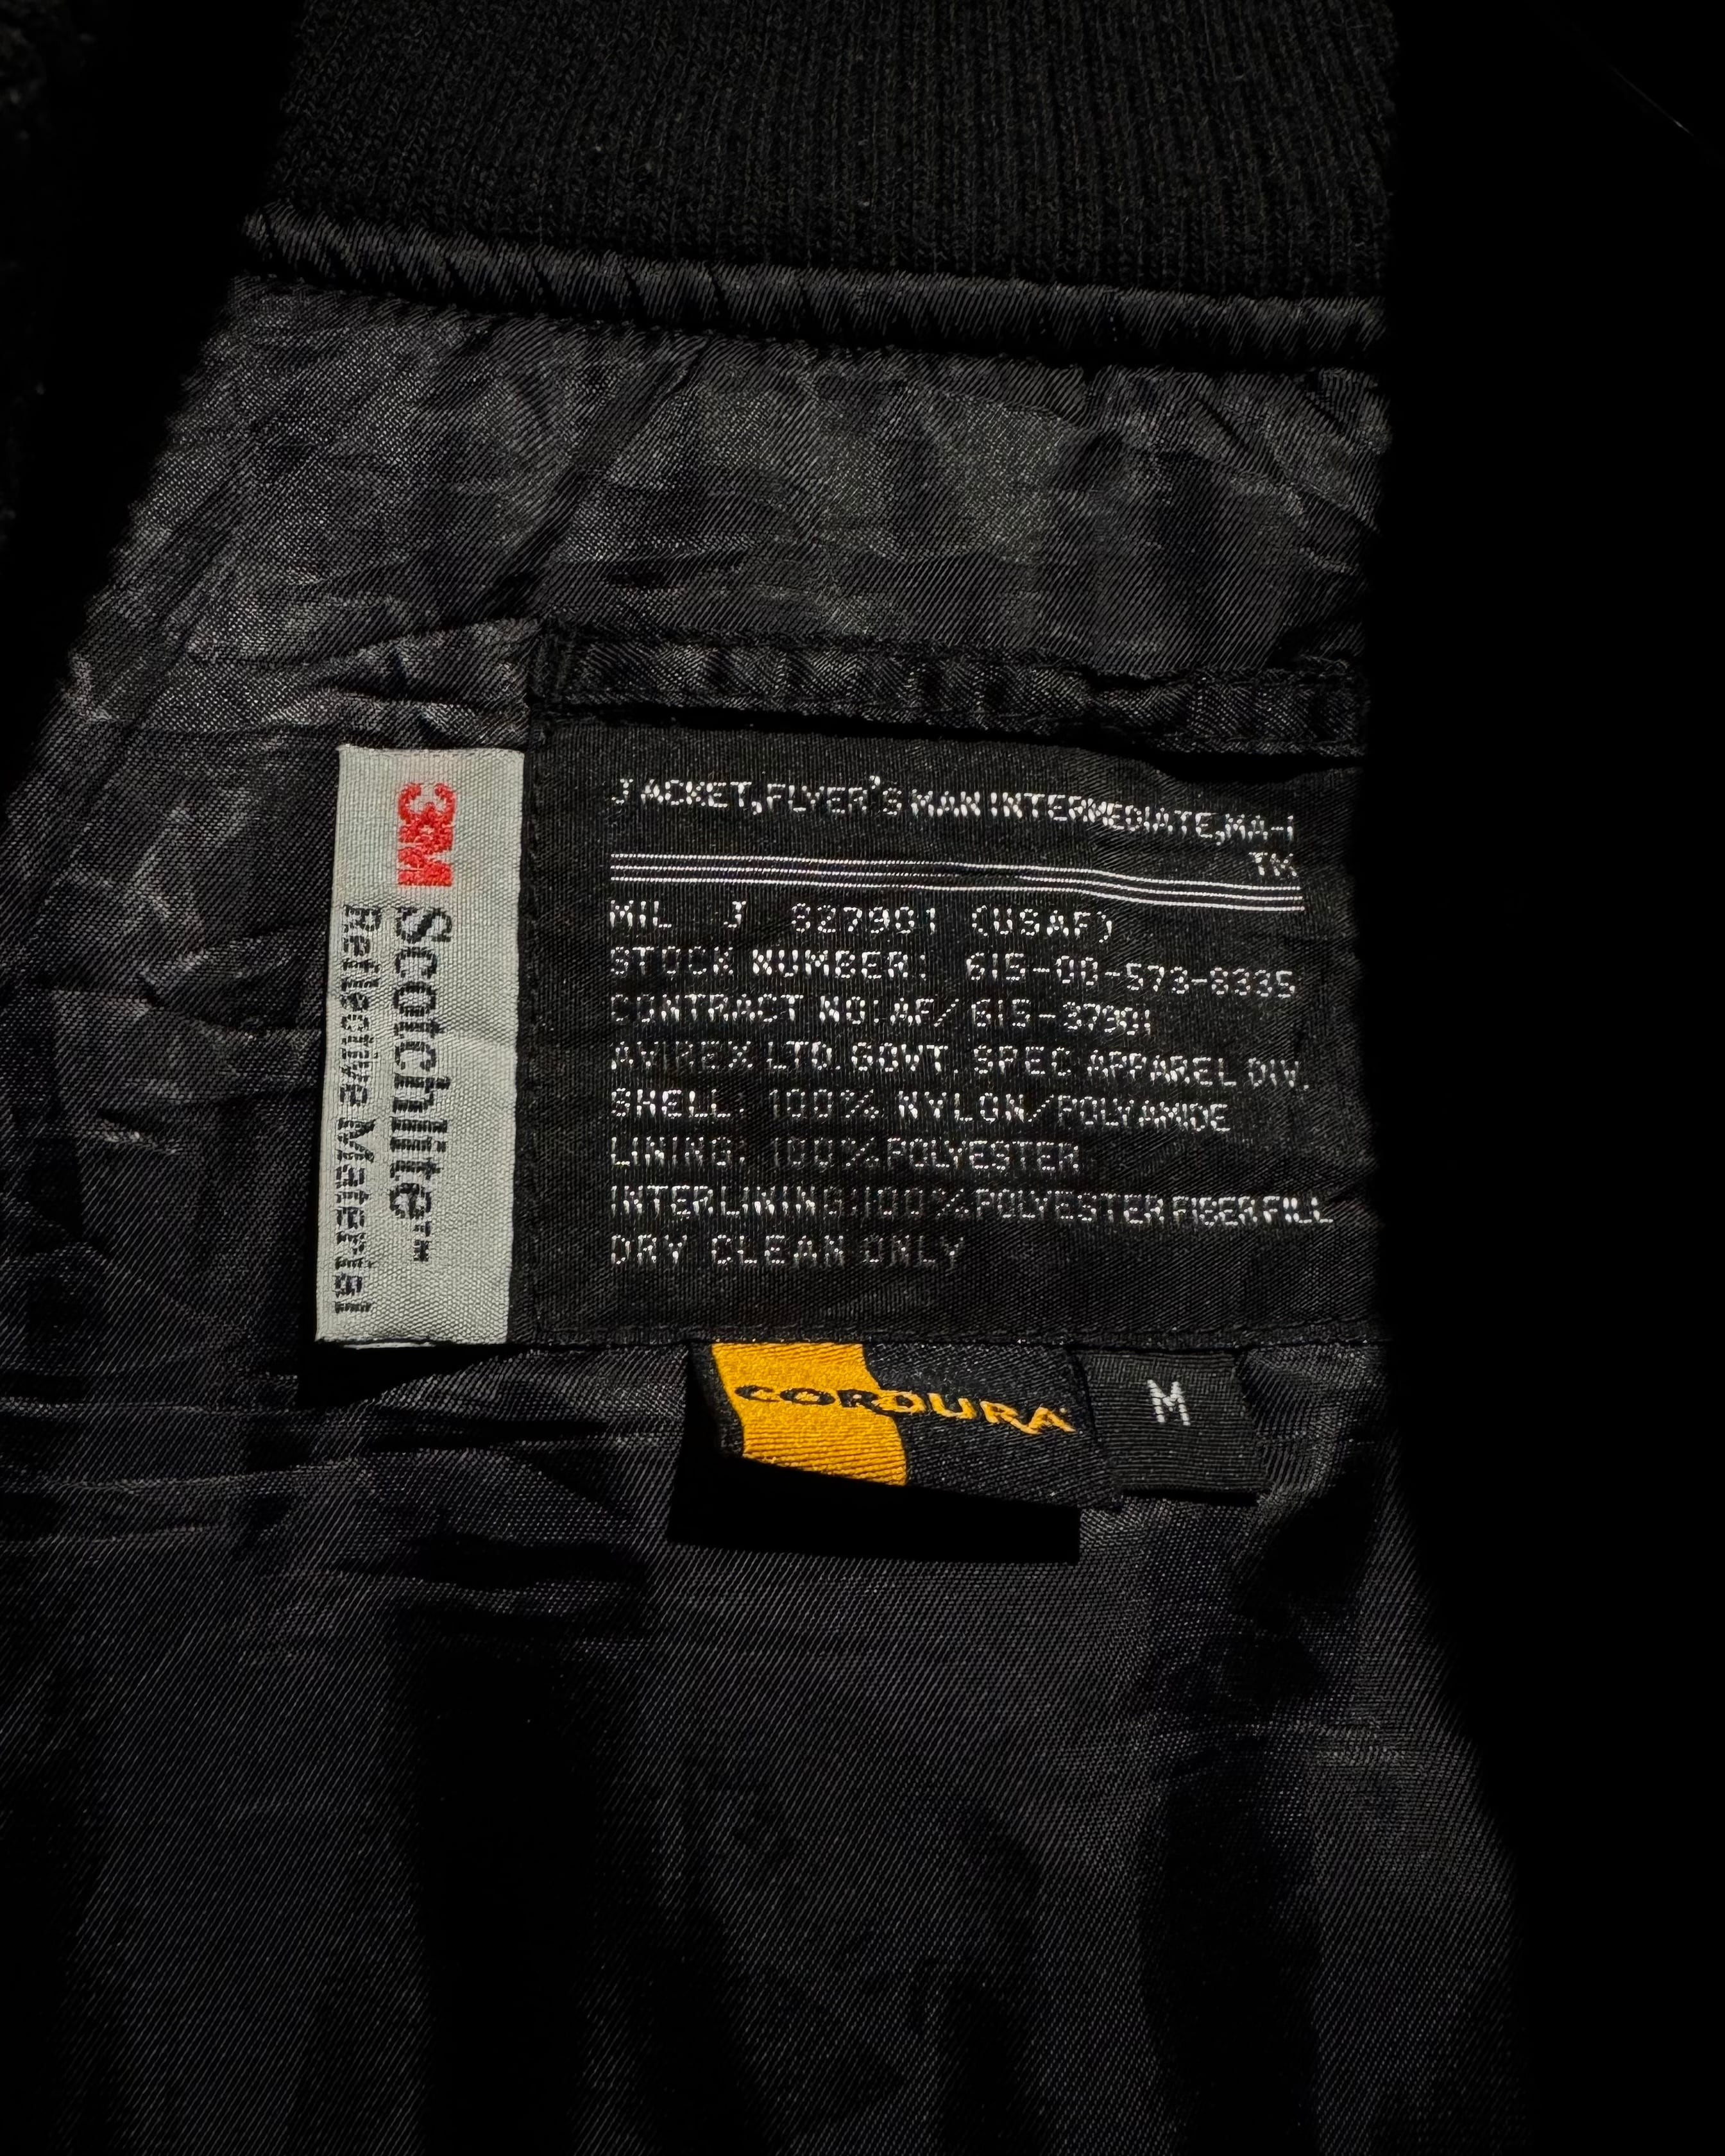 JACKET,FLYER'S MAN INTERMEDIATE,MA-1
TM
MIL J 827901 (USAF)
STOCK NUMBER: 615-00-573-8335
CONTRACT NO:AF/ 615-37901
AVIREX LTD.GOVT. SPEC APPAREL DIV.
SHELL: 100% NYLON/POLYAMIDE
LINING: 100%POLYESTER
INTERLINING:100%POLYESTER FIBERFILL
DRY CLEAN ONLY
3M Scotchlite™
Reflective Material
CORDURA
M